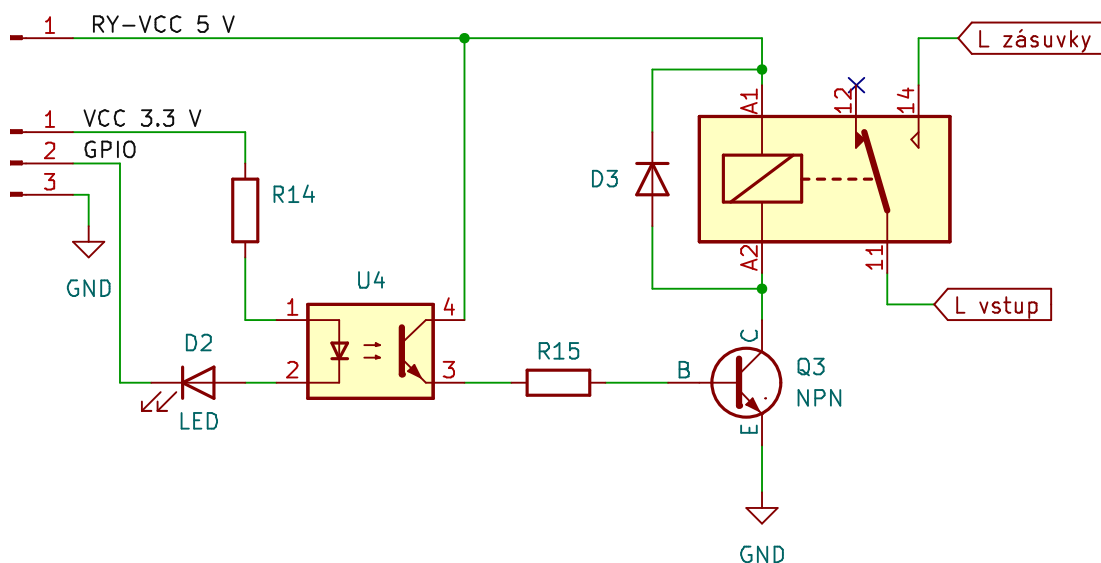 1 RY-VCC 5 V
L zásuvky
1 VCC 3.3 V
2 GPIO
3
GND
R14
D3
A1
12
14
A2
11
L vstup
U4
1
4
2
3
D2
LED
R15
B
C
E
Q3
NPN
GND